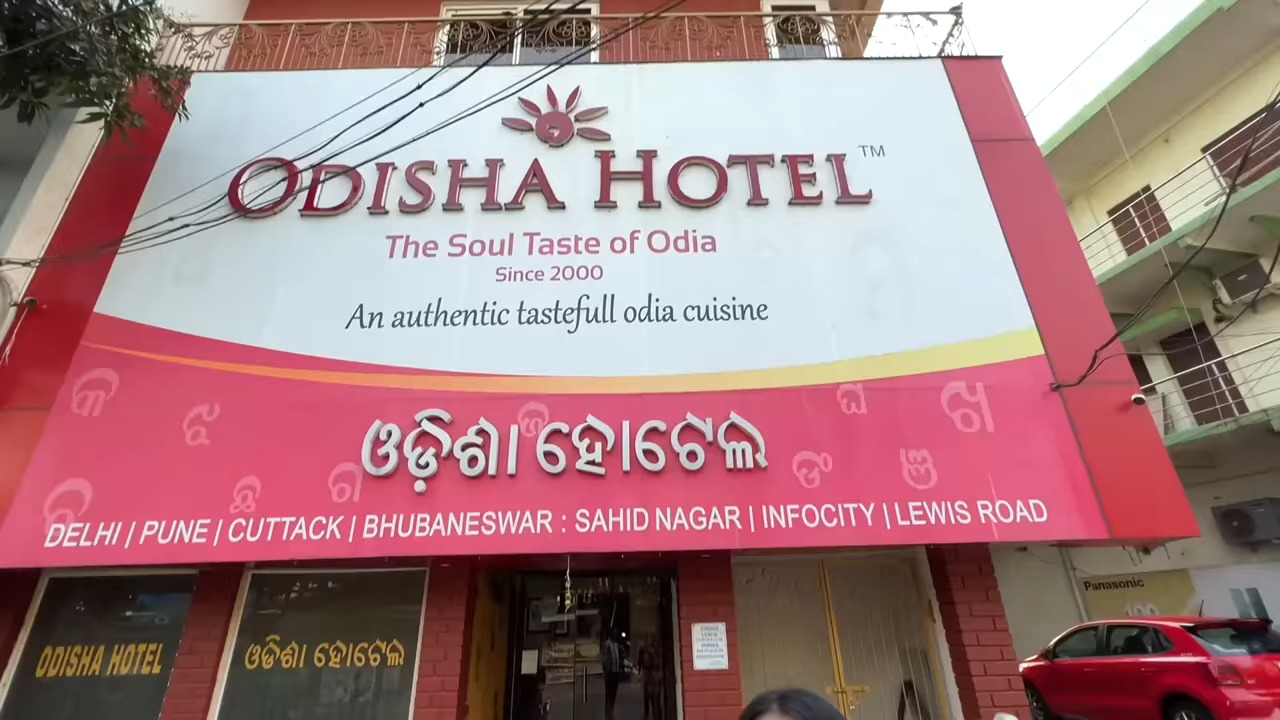 ODISHA HOTEL™
The Soul Taste of Odia
Since 2000
An authentic tastefull odia cuisine
ଓଡ଼ିଶା ହୋଟେଲ
DELHI | PUNE | CUTTACK | BHUBANESWAR : SAHID NAGAR | INFOCITY | LEWIS ROAD
ODISHA HOTEL
ଓଡିଶା ହୋଟେଲ
Panasonic